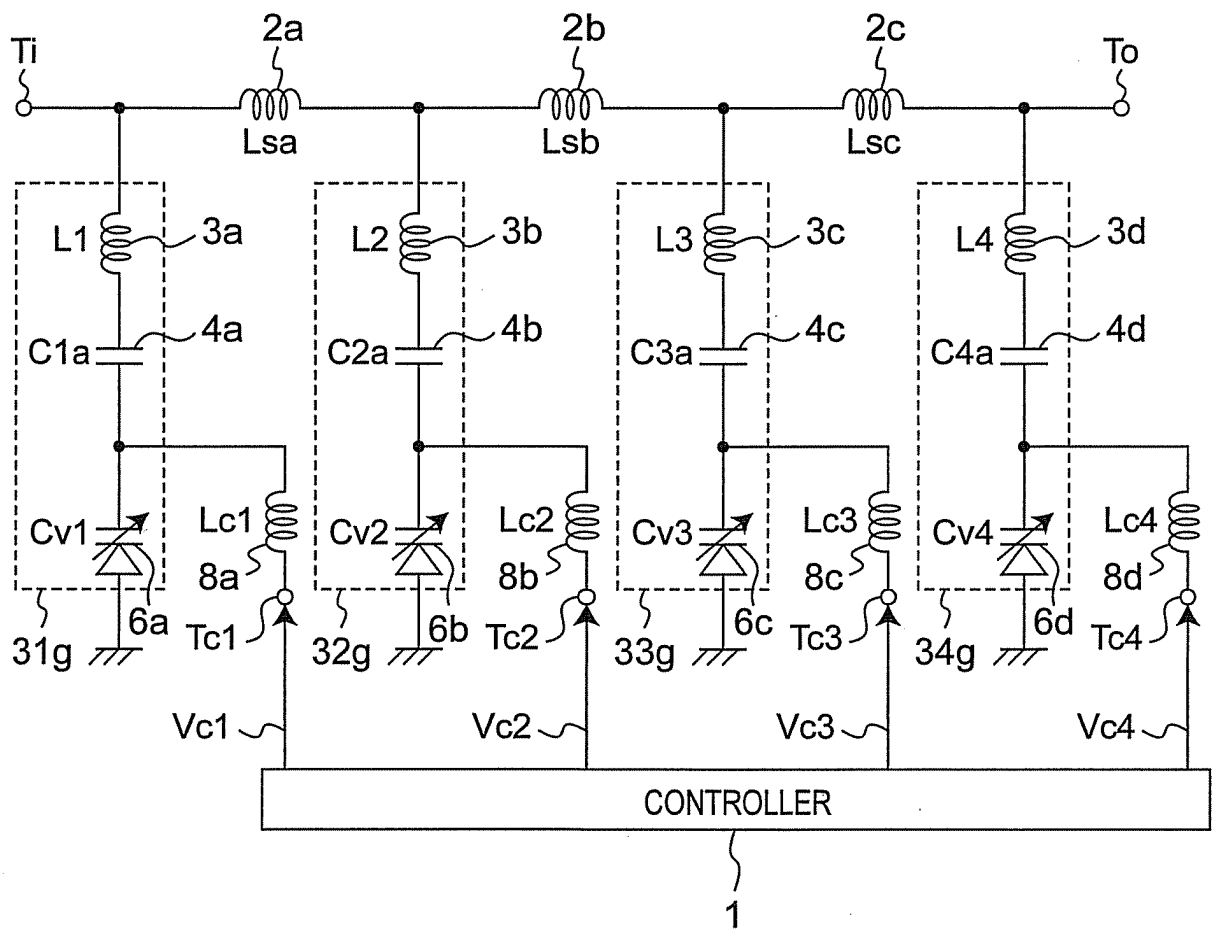 2a 2b 2c
Ti To
Lsa Lsb Lsc
L1 3a L2 3b L3 3c L4 3d
4a 4b 4c 4d
C1a C2a C3a C4a
Cv1 Lc1 Cv2 Lc2 Cv3 Lc3 Cv4 Lc4
8a 8b 8c 8d
6a Tc1 6b Tc2 6c Tc3 6d Tc4
31g 32g 33g 34g
Vc1 Vc2 Vc3 Vc4
CONTROLLER
1